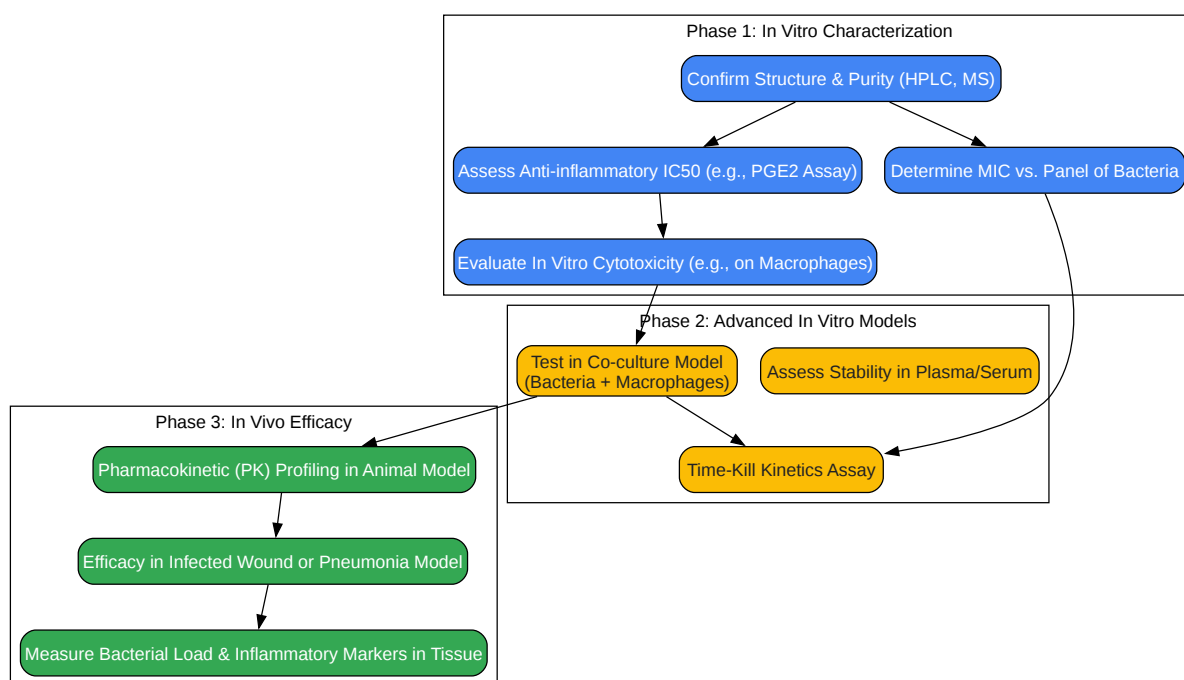 Phase 1: In Vitro Characterization
Confirm Structure & Purity (HPLC, MS)
Assess Anti-inflammatory IC50 (e.g., PGE2 Assay)
Determine MIC vs. Panel of Bacteria
Evaluate In Vitro Cytotoxicity (e.g., on Macrophages)
Phase 2: Advanced In Vitro Models
Test in Co-culture Model
(Bacteria + Macrophages)
Assess Stability in Plasma/Serum
Time-Kill Kinetics Assay
Phase 3: In Vivo Efficacy
Pharmacokinetic (PK) Profiling in Animal Model
Efficacy in Infected Wound or Pneumonia Model
Measure Bacterial Load & Inflammatory Markers in Tissue